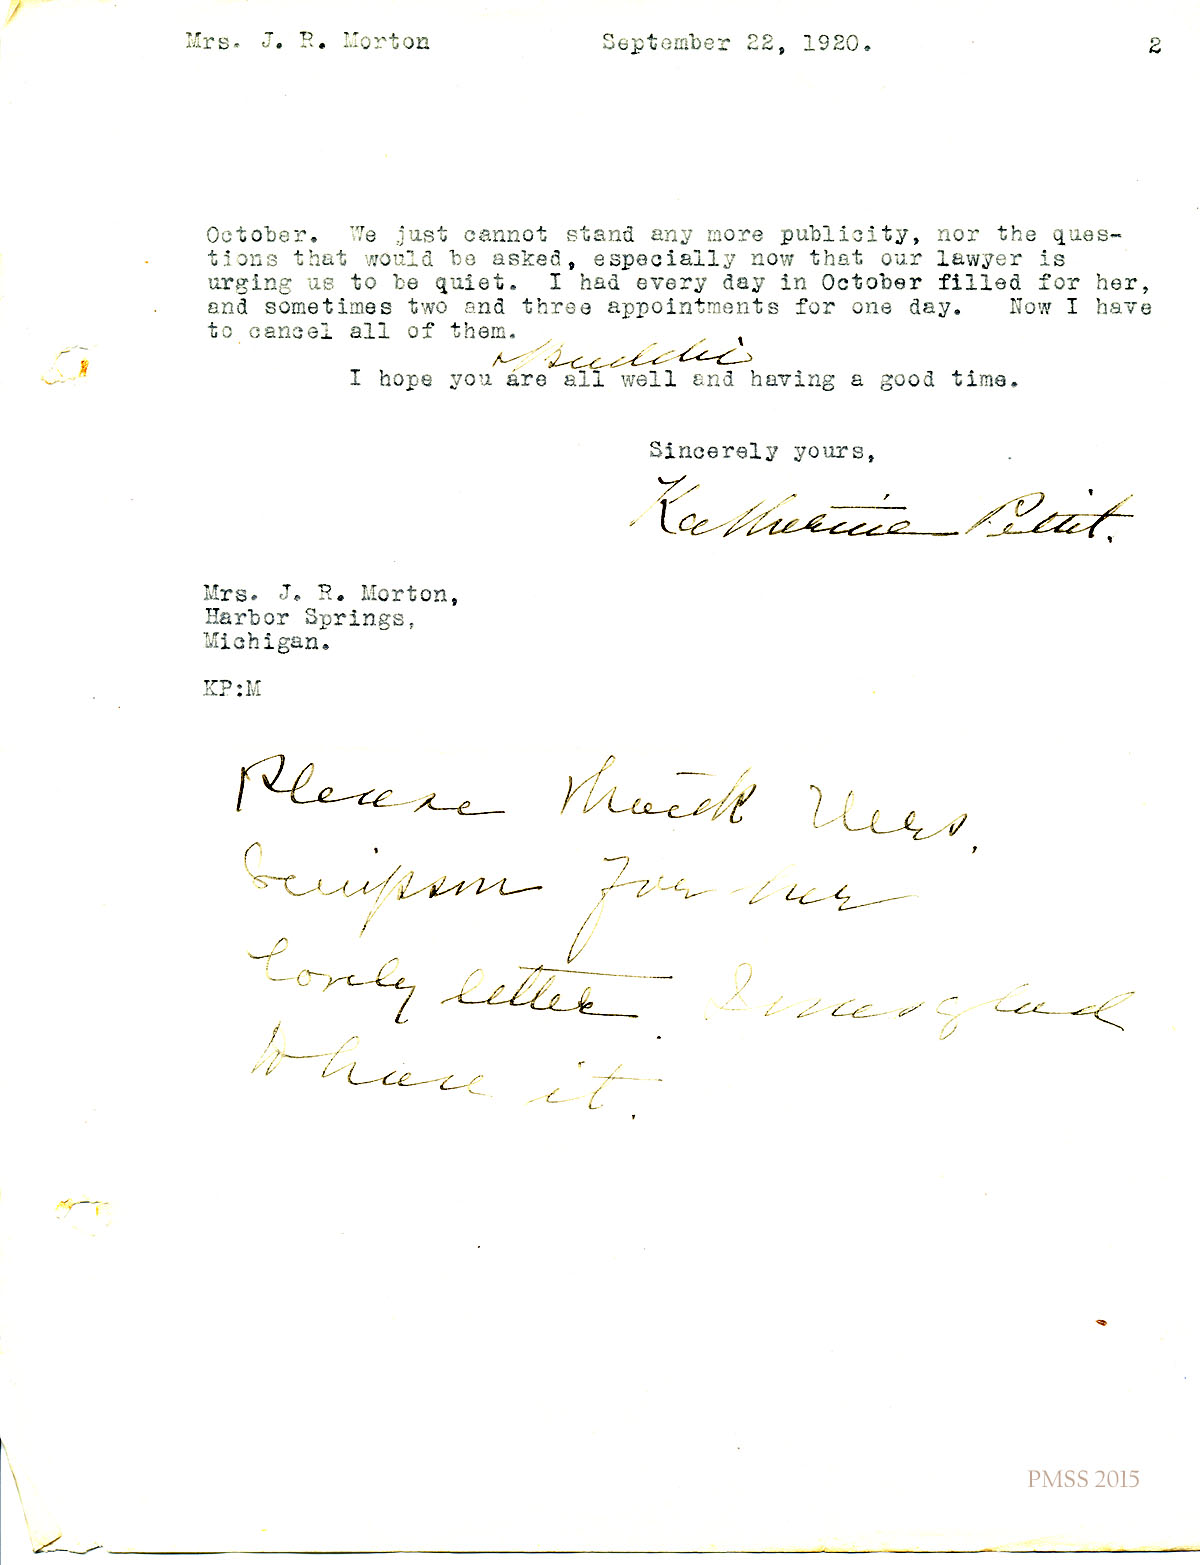 Mrs. J. R. Morton September 22, 1920. 2
October. We just cannot stand any more publicity, nor the ques-
tions that would be asked, especially now that our lawyer is
urging us to be quiet. I had every day in October filled for her,
and sometimes two and three appointments for one day. Now I have
to cancel all of them.
I hope you are all well and having a good time.
Sincerely yours,
Katherine Pettit.
Mrs. J. R. Morton,
Harbor Springs,
Michigan.
KP:M
Please thank Mrs.
Simpson for her
lovely letter. I was glad
to have it.
PMSS 2015